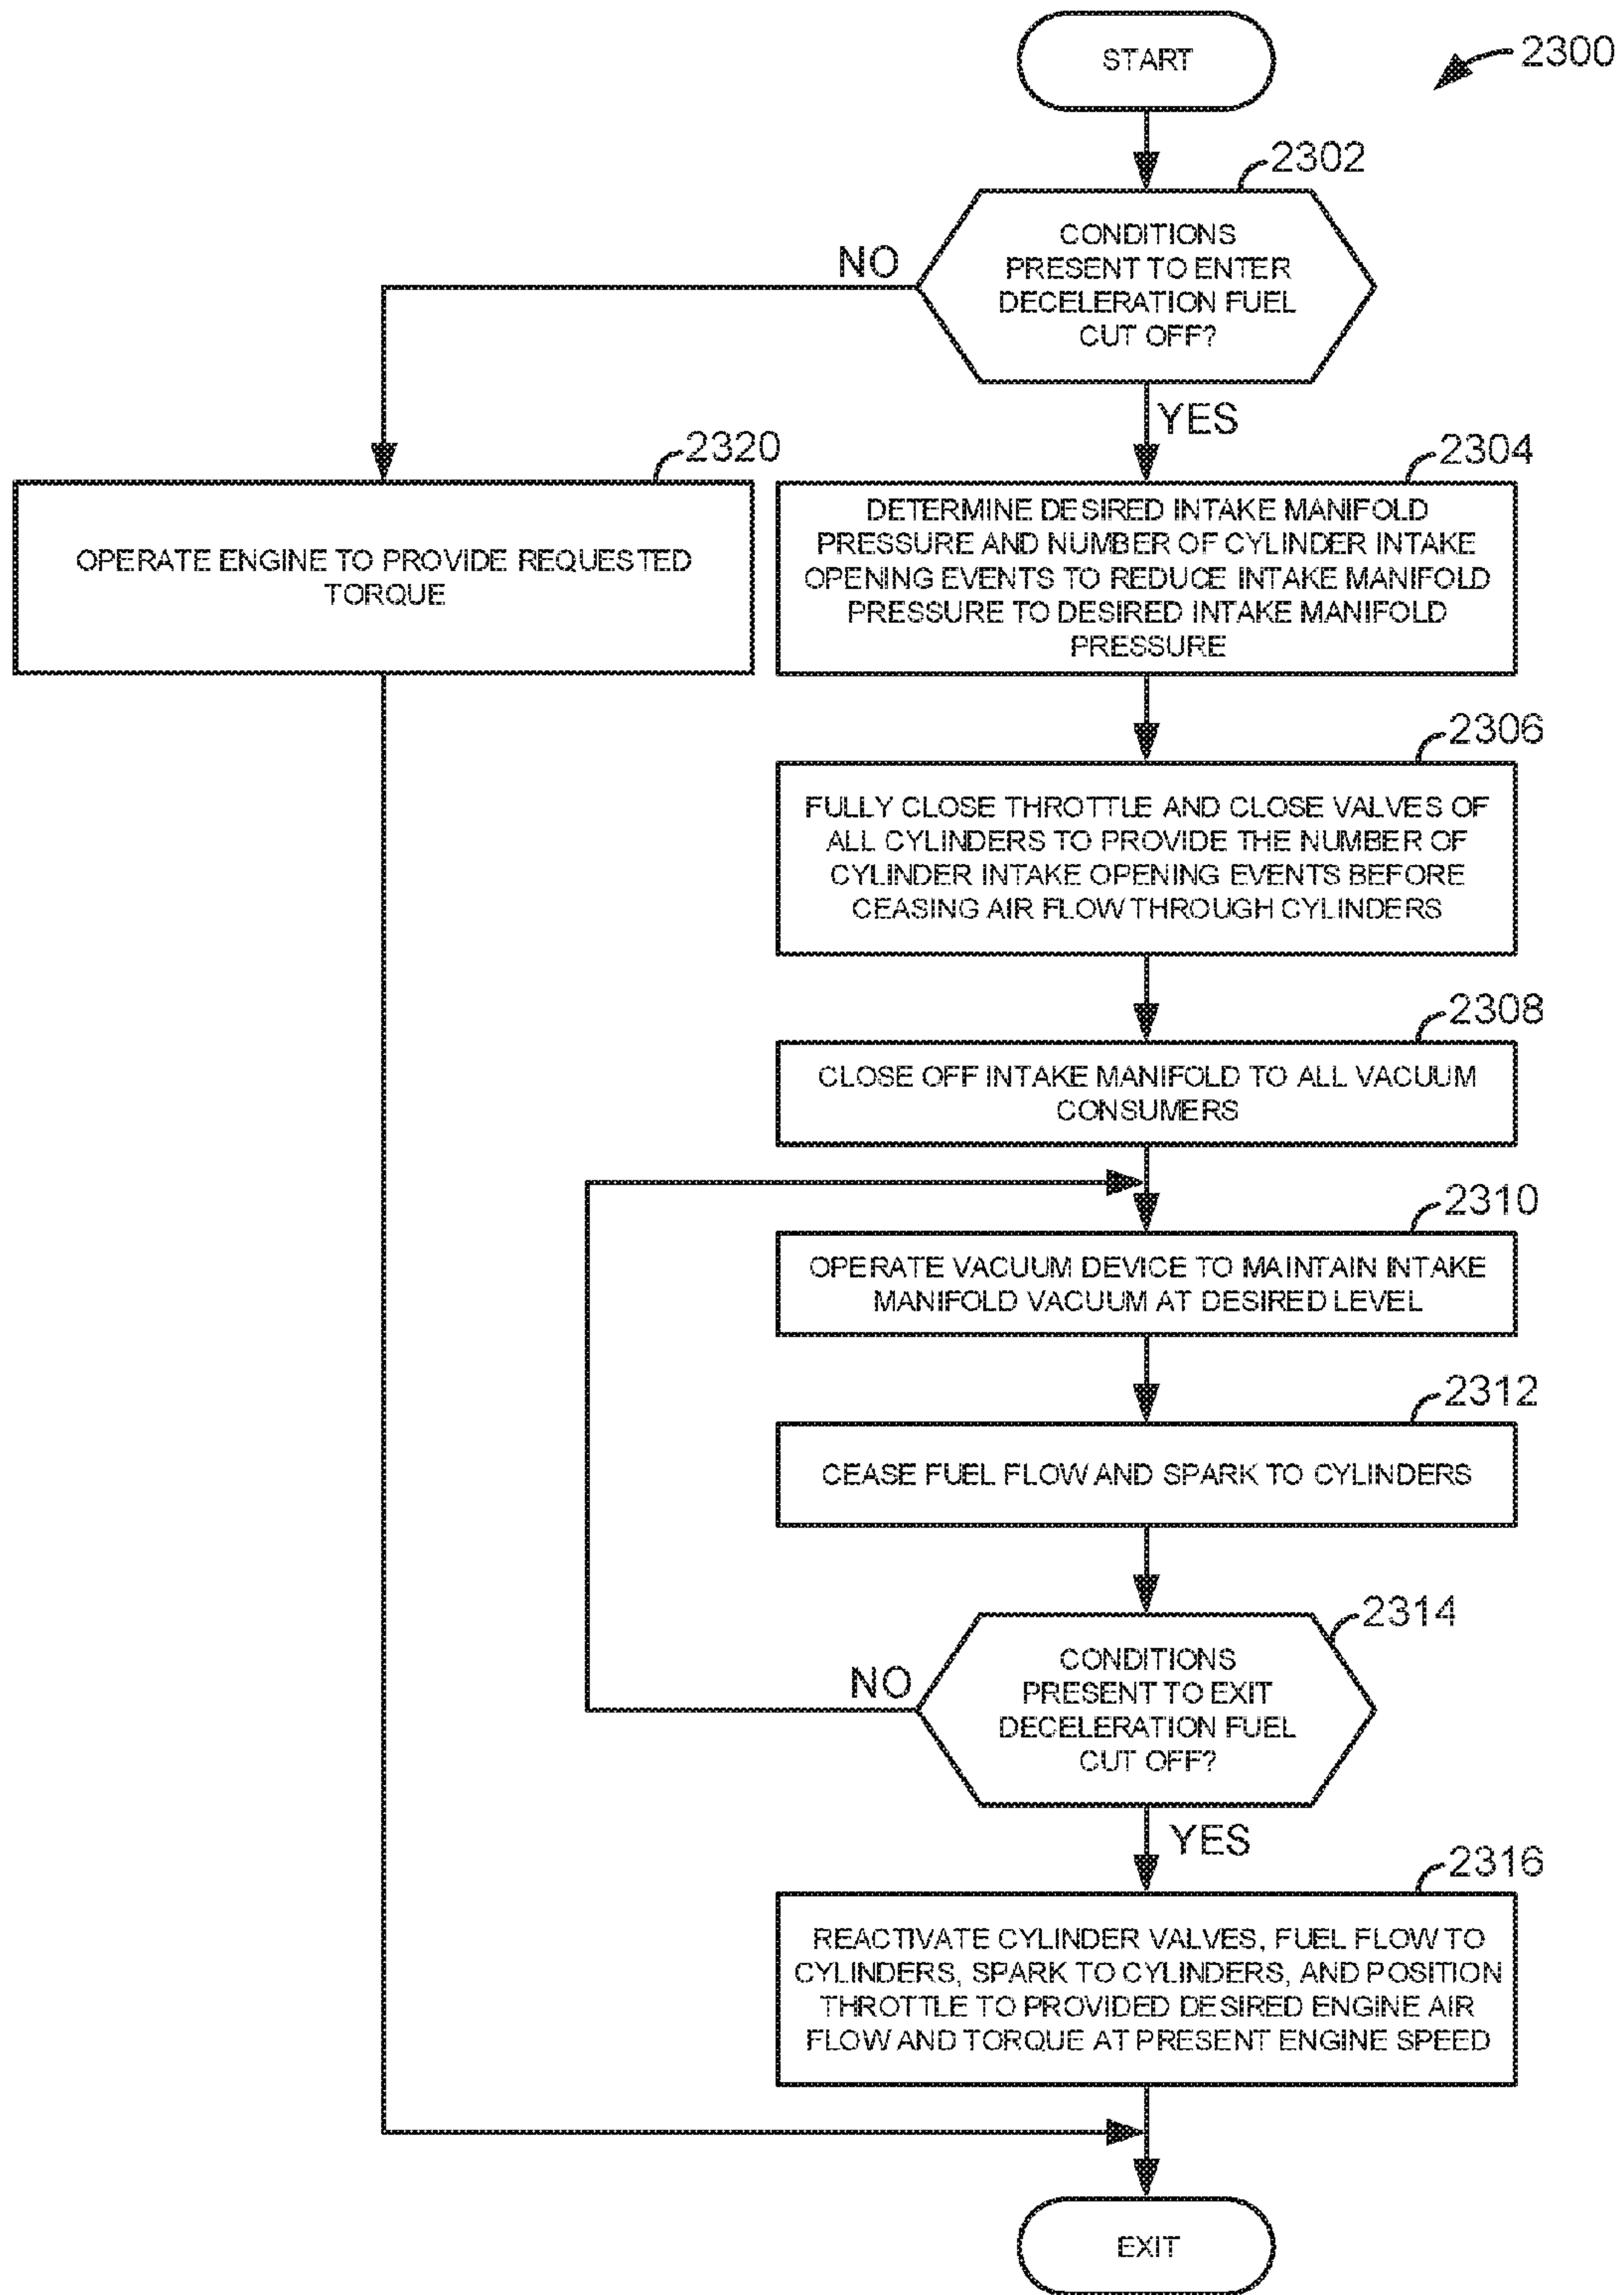 START
2300
2302
CONDITIONS
PRESENT TO ENTER
DECELERATION FUEL
CUT OFF?
NO
YES
2320
OPERATE ENGINE TO PROVIDE REQUESTED
TORQUE
2304
DETERMINE DESIRED INTAKE MANIFOLD
PRESSURE AND NUMBER OF CYLINDER INTAKE
OPENING EVENTS TO REDUCE INTAKE MANIFOLD
PRESSURE TO DESIRED INTAKE MANIFOLD
PRESSURE
2306
FULLY CLOSE THROTTLE AND CLOSE VALVES OF
ALL CYLINDERS TO PROVIDE THE NUMBER OF
CYLINDER INTAKE OPENING EVENTS BEFORE
CEASING AIR FLOW THROUGH CYLINDERS
2308
CLOSE OFF INTAKE MANIFOLD TO ALL VACUUM
CONSUMERS
2310
OPERATE VACUUM DEVICE TO MAINTAIN INTAKE
MANIFOLD VACUUM AT DESIRED LEVEL
2312
CEASE FUEL FLOW AND SPARK TO CYLINDERS
2314
CONDITIONS
PRESENT TO EXIT
DECELERATION FUEL
CUT OFF?
NO
YES
2316
REACTIVATE CYLINDER VALVES, FUEL FLOW TO
CYLINDERS, SPARK TO CYLINDERS, AND POSITION
THROTTLE TO PROVIDED DESIRED ENGINE AIR
FLOW AND TORQUE AT PRESENT ENGINE SPEED
EXIT